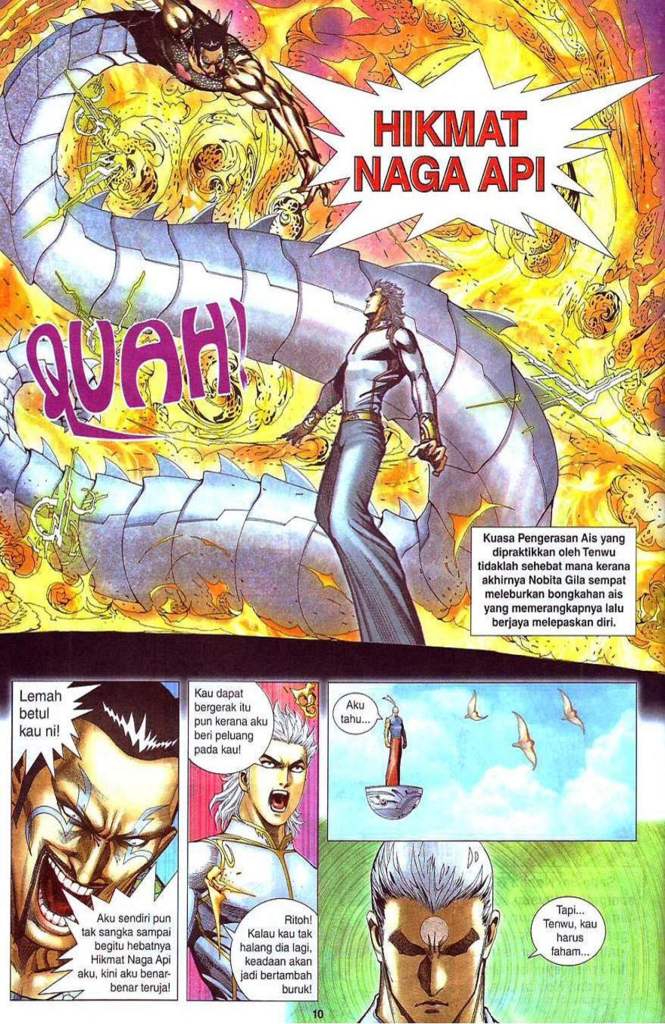 HIKMAT
NAGA API
QUAH!
Kuasa Pengerasan Ais yang
dipraktikkan oleh Tenwu
tidaklah sehebat mana kerana
akhirnya Nobita Gila sempat
meleburkan bongkahan ais
yang memerangkapnya lalu
berjaya melepaskan diri.
Lemah
betul
kau ni!
Aku sendiri pun
tak sangka sampai
begitu hebatnya
Hikmat Naga Api
aku, kini aku benar-
benar teruja!
Kau dapat
bergerak itu
pun kerana aku
beri peluang
pada kau!
Ritoh!
Kalau kau tak
halang dia lagi,
keadaan akan
jadi bertambah
buruk!
Aku
tahu...
Tapi...
Tenwu, kau
harus
faham...
10